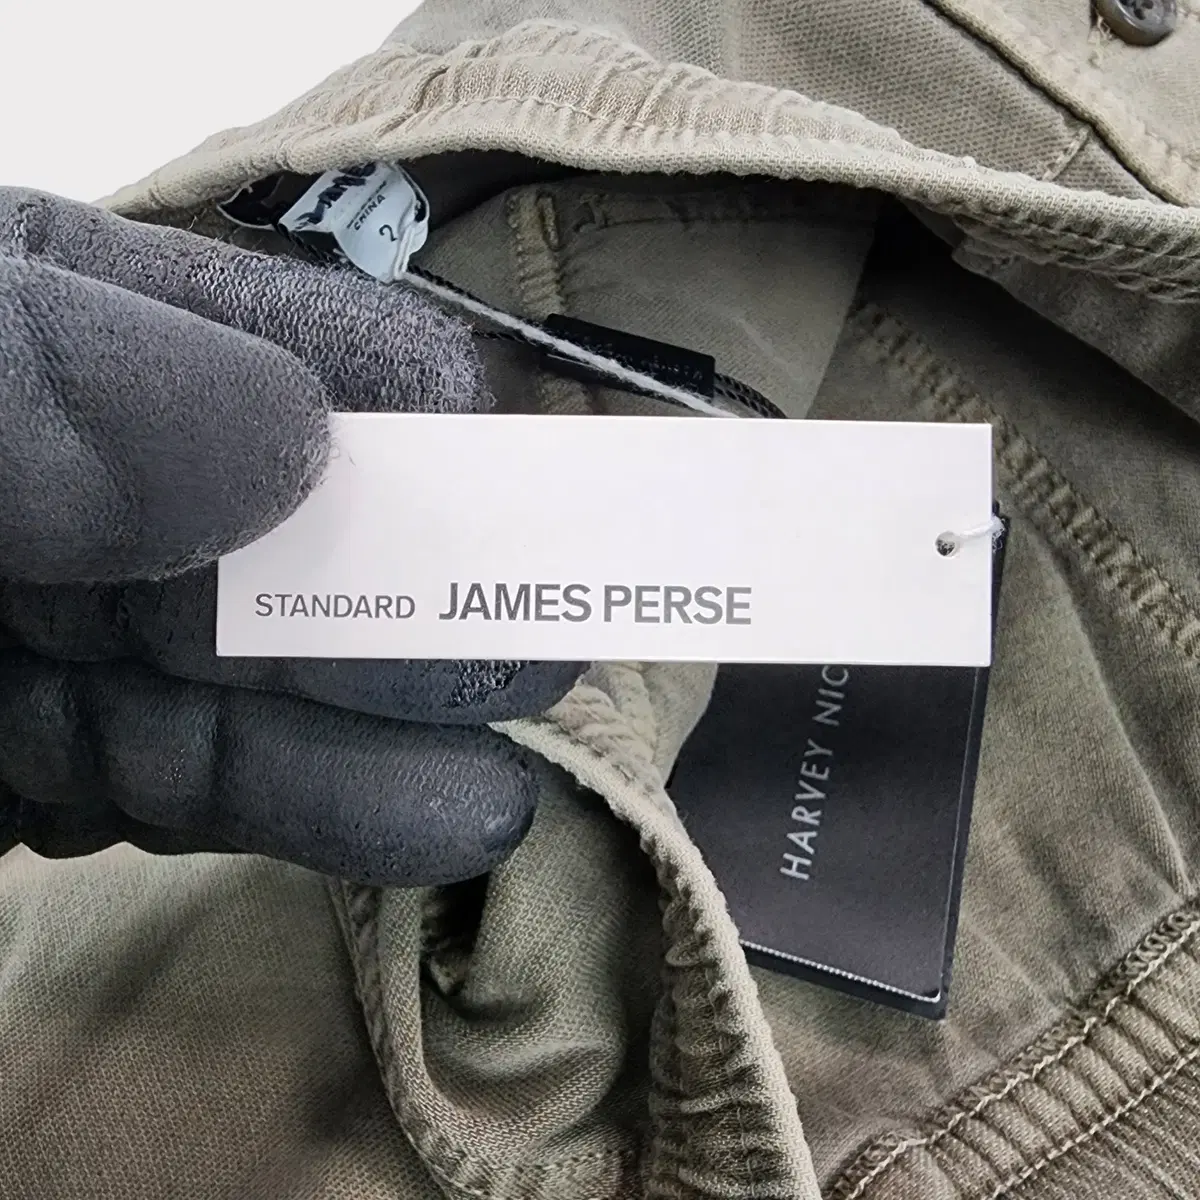 CHINA
2
STANDARD JAMES PERSE
HARVEY NIC